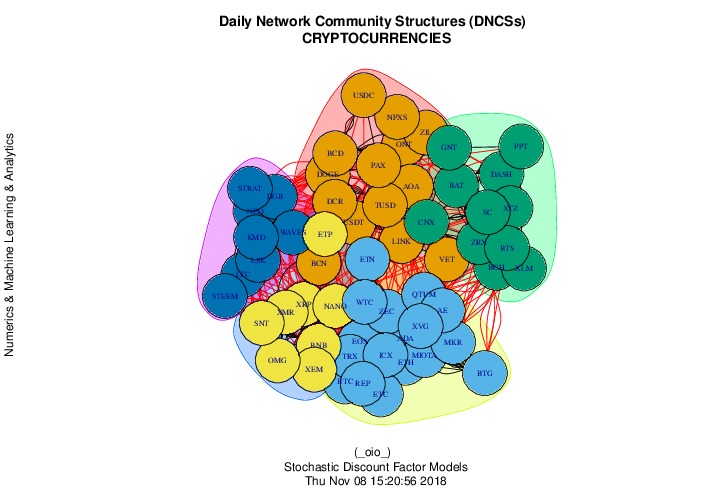 Daily Network Community Structures (DNCSs)
CRYPTOCURRENCIES
Numerics & Machine Learning & Analytics
USDC
NPXS
ZIL
ONT
GNT
PPT
BCD
PAX
DOGE
DASH
STRAT
DGB
AOA
BAT
DCR
TUSD
SC
XTZ
NEO
CNX
WAVES
ETP
USDT
KMD
LINK
ZRX
BTS
LSK
BCN
ETN
VET
BCH
XLM
LTC
STEEM
XRP
NANO
WTC
QTUM
XMR
ZEC
AE
SNT
XVG
EOS
ADA
MKR
BNB
OMG
TRX
ICX
MIOTA
XEM
ETH
BTG
BTC
REP
ETC
(_oio_)
Stochastic Discount Factor Models
Thu Nov 08 15:20:56 2018